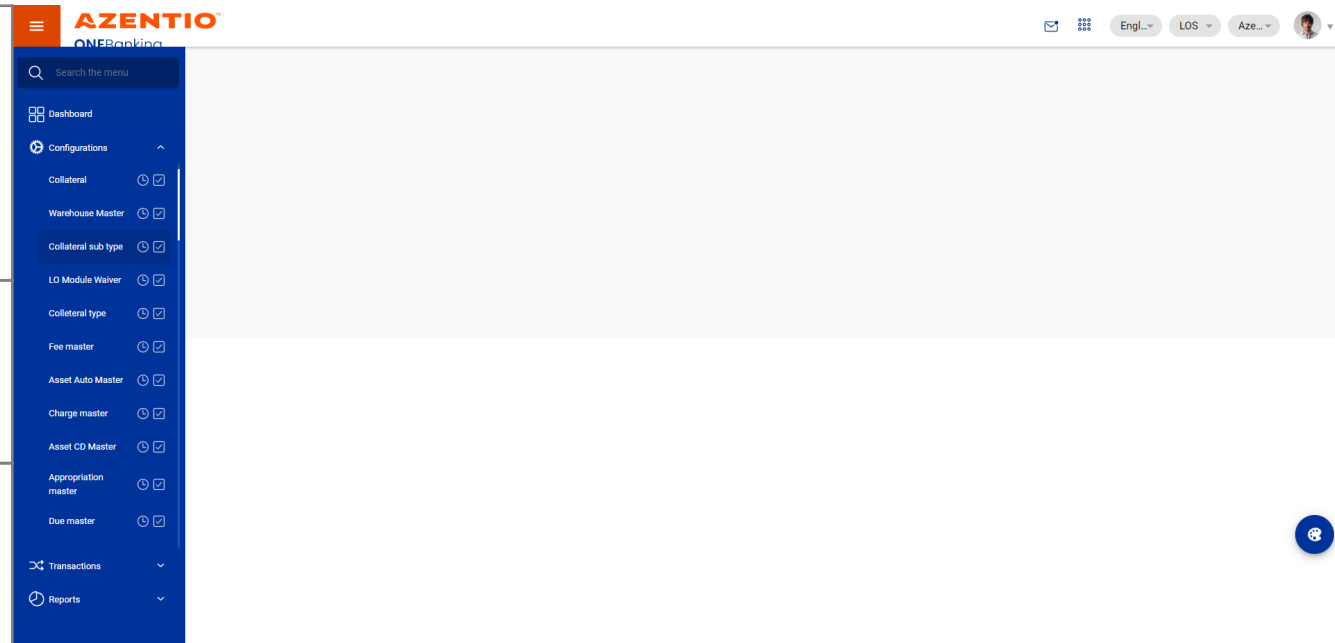 AZENTIO™
ONEBanking
Engl...
LOS
Aze...
Search the menu
Dashboard
Configurations
Collateral
Warehouse Master
Collateral sub type
LO Module Waiver
Colleteral type
Fee master
Asset Auto Master
Charge master
Asset CD Master
Appropriation
master
Due master
Transactions
Reports